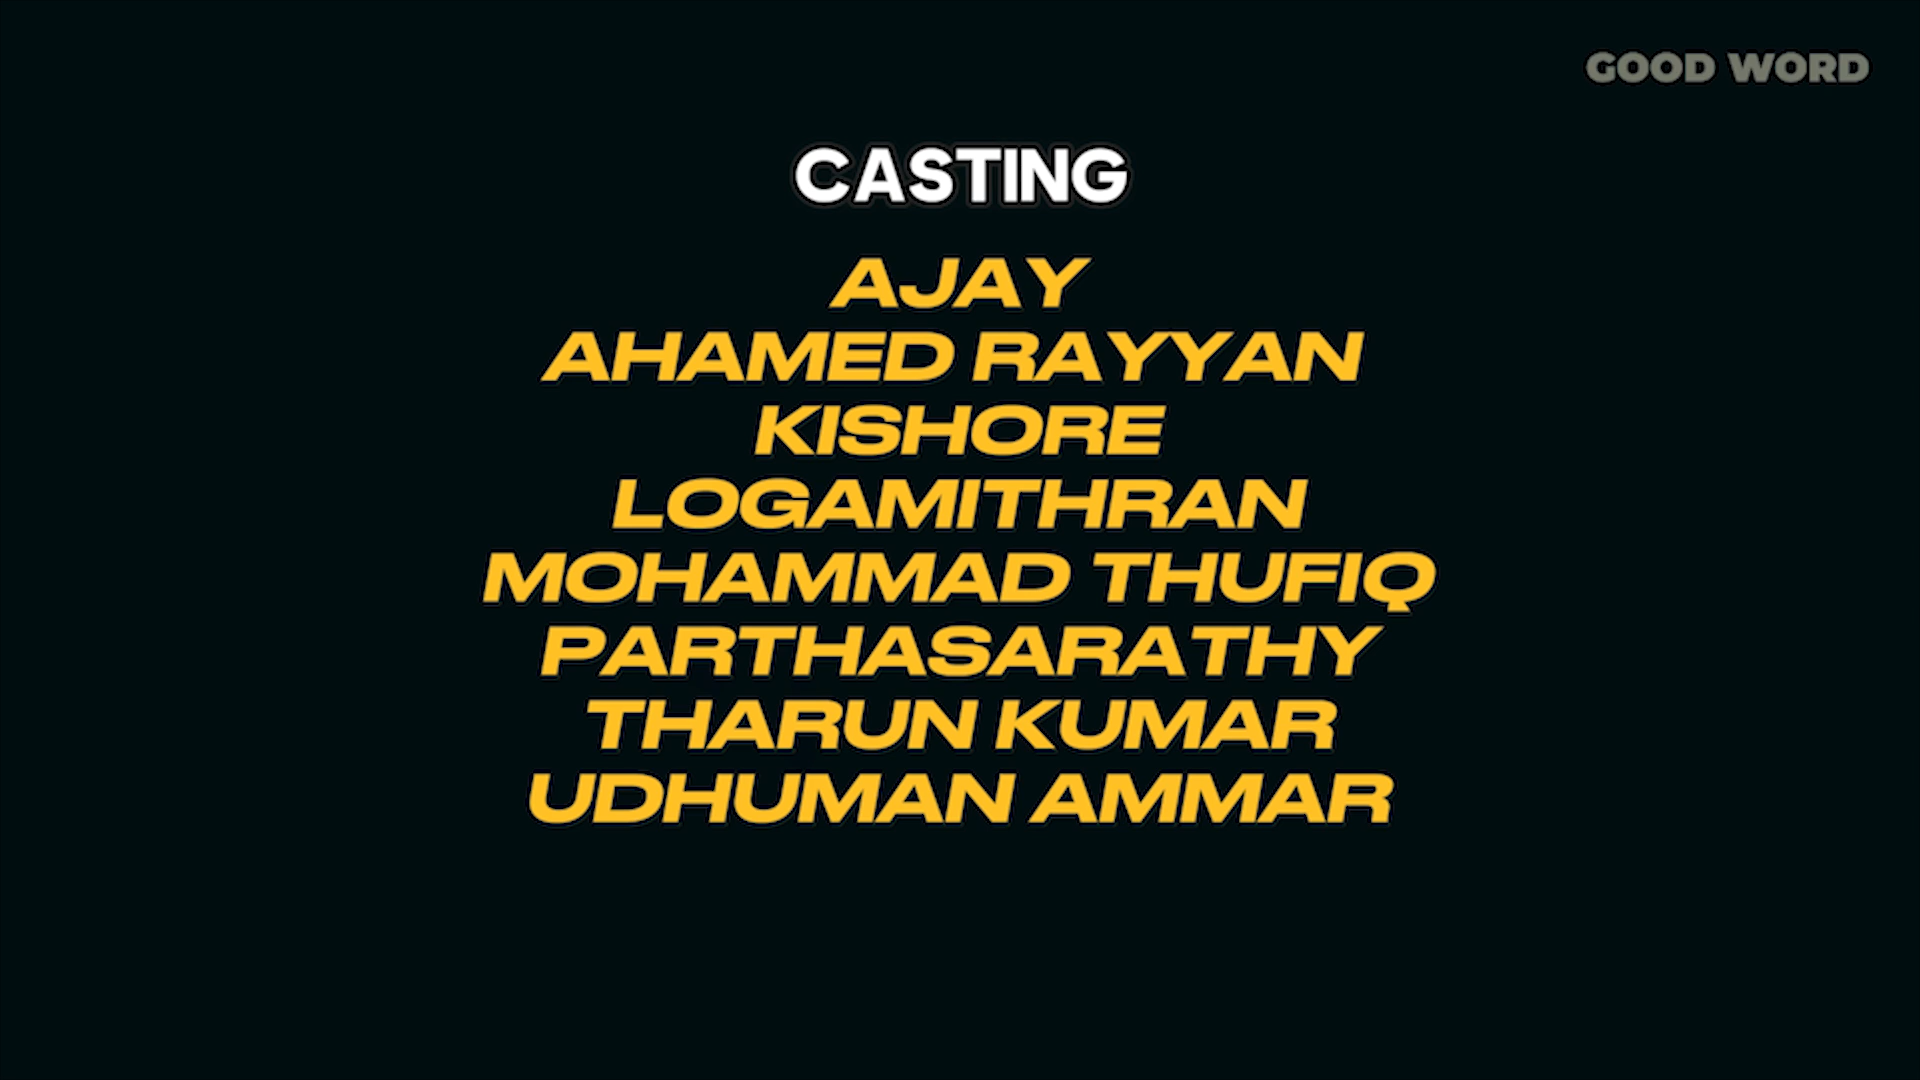 GOOD WORD
CASTING
AJAY
AHAMED RAYYAN
KISHORE
LOGAMITHRAN
MOHAMMAD THUFIQ
PARTHASARATHY
THARUN KUMAR
UDHUMAN AMMAR